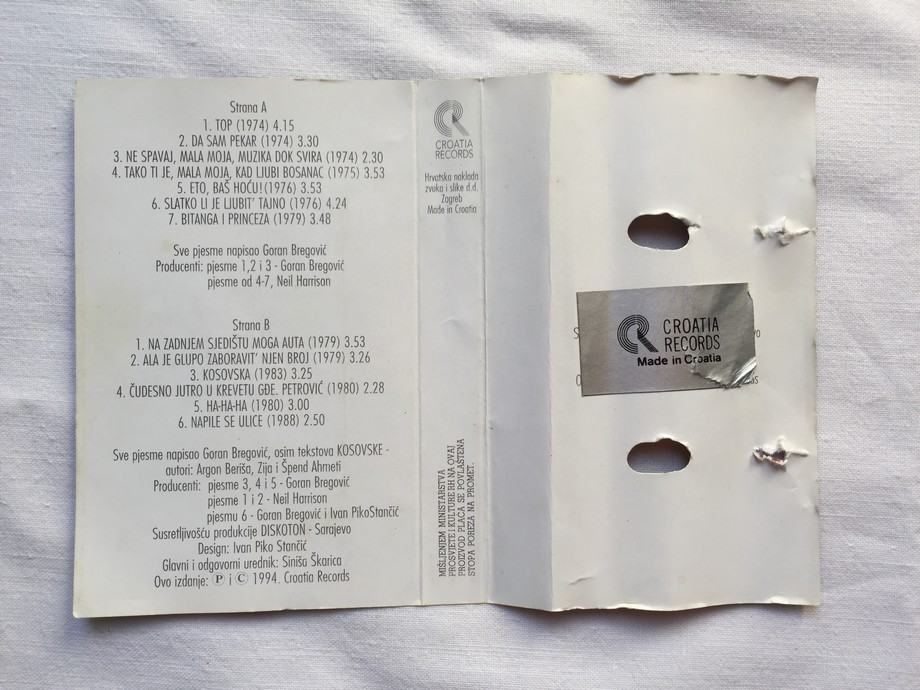 Strana A
1. TOP (1974) 4.15
2. DA SAM PEKAR (1974) 3.30
3. NE SPAVAJ, MALA MOJA, MUZIKA DOK SVIRA (1974) 2.30
4. TAKO TI JE, MALA MOJA, KAD LJUBI BOSANAC (1975) 3.53
5. ETO, BAŠ HOĆU! (1976) 3.53
6. SLATKO LI JE LJUBIT' TAJNO (1976) 4.24
7. BITANGA I PRINCEZA (1979) 3.48
Sve pjesme napisao Goran Bregović
Producenti: pjesme 1,2 i 3 - Goran Bregović
pjesme od 4-7, Neil Harrison
Strana B
1. NA ZADNJEM SJEDIŠTU MOGA AUTA (1979) 3.53
2. ALA JE GLUPO ZABORAVIT' NJEN BROJ (1979) 3.26
3. KOSOVSKA (1983) 3.25
4. ČUDESNO JUTRO U KREVETU GĐE. PETROVIĆ (1980) 2.28
5. HA-HA-HA (1980) 3.00
6. NAPILE SE ULICE (1988) 2.50
Sve pjesme napisao Goran Bregović, osim tekstova KOSOVSKE -
autori: Argon Beriša, Zija i Špend Ahmeti
Producenti: pjesme 3, 4 i 5 - Goran Bregović
pjesme 1 i 2 - Neil Harrison
pjesmu 6 - Goran Bregović i Ivan PikoStančić
Susretljivošću produkcije DISKOTON - Sarajevo
Design: Ivan Piko Stančić
Glavni i odgovorni urednik: Siniša Škarica
Ovo izdanje: Ⓟ i © 1994. Croatia Records
CROATIA
RECORDS
Hrvatska naklada
zvuka i slike d.d.
Zagreb
Made in Croatia
MIŠLJENJEM MINISTARSTVA
PROSVJETE I KULTURE RH NA OVAJ
PROIZVOD PLAĆA SE POVLAŠTENA
STOPA POREZA NA PROMET.
CROATIA
RECORDS
Made in Croatia